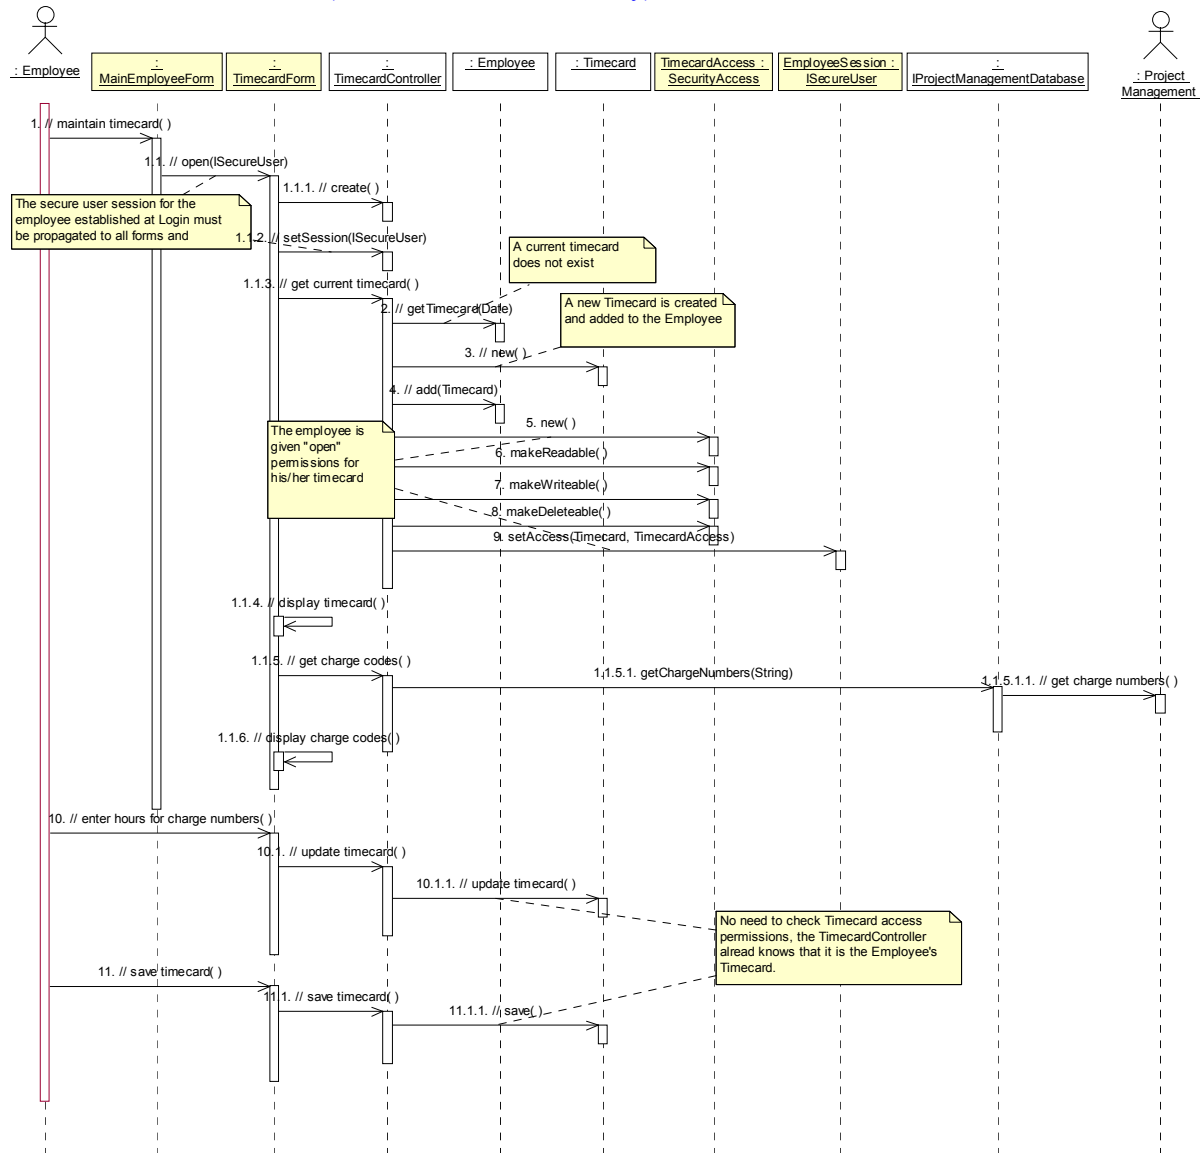 : Employee
:
MainEmployeeForm
:
TimecardForm
:
TimecardController
: Employee
: Timecard
TimecardAccess :
SecurityAccess
EmployeeSession :
ISecureUser
:
IProjectManagementDatabase
: Project
Management
1. // maintain timecard( )
1.1. // open(ISecureUser)
1.1.1. // create( )
The secure user session for the
employee established at Login must
be propagated to all forms and
1.1.2. // setSession(ISecureUser)
A current timecard
does not exist
1.1.3. // get current timecard( )
A new Timecard is created
and added to the Employee
2. // getTimecard(Date)
3. // new( )
4. // add(Timecard)
The employee is
given "open"
permissions for
his/her timecard
5. new( )
6. makeReadable( )
7. makeWriteable( )
8. makeDeleteable( )
9. setAccess(Timecard, TimecardAccess)
1.1.4. // display timecard( )
1.1.5. // get charge codes( )
1.1.5.1. getChargeNumbers(String)
1.1.5.1.1. // get charge numbers( )
1.1.6. // display charge codes( )
10. // enter hours for charge numbers( )
10.1. // update timecard( )
10.1.1. // update timecard( )
No need to check Timecard access
permissions, the TimecardController
alread knows that it is the Employee's
Timecard.
11. // save timecard( )
11.1. // save timecard( )
11.1.1. // save( )